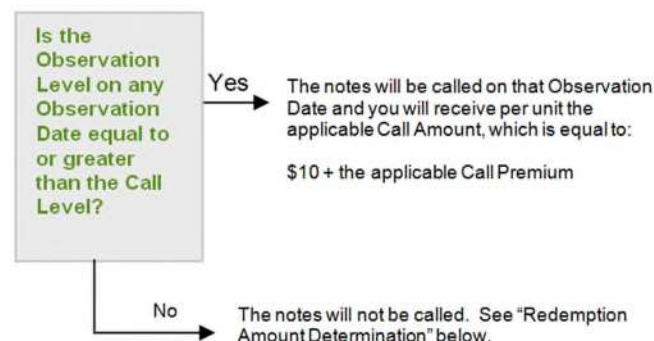 Is the
Observation
Level on any
Observation
Date equal to
or greater
than the Call
Level?
Yes
The notes will be called on that Observation
Date and you will receive per unit the
applicable Call Amount, which is equal to:
$10 + the applicable Call Premium
No
The notes will not be called. See “Redemption
Amount Determination” below.